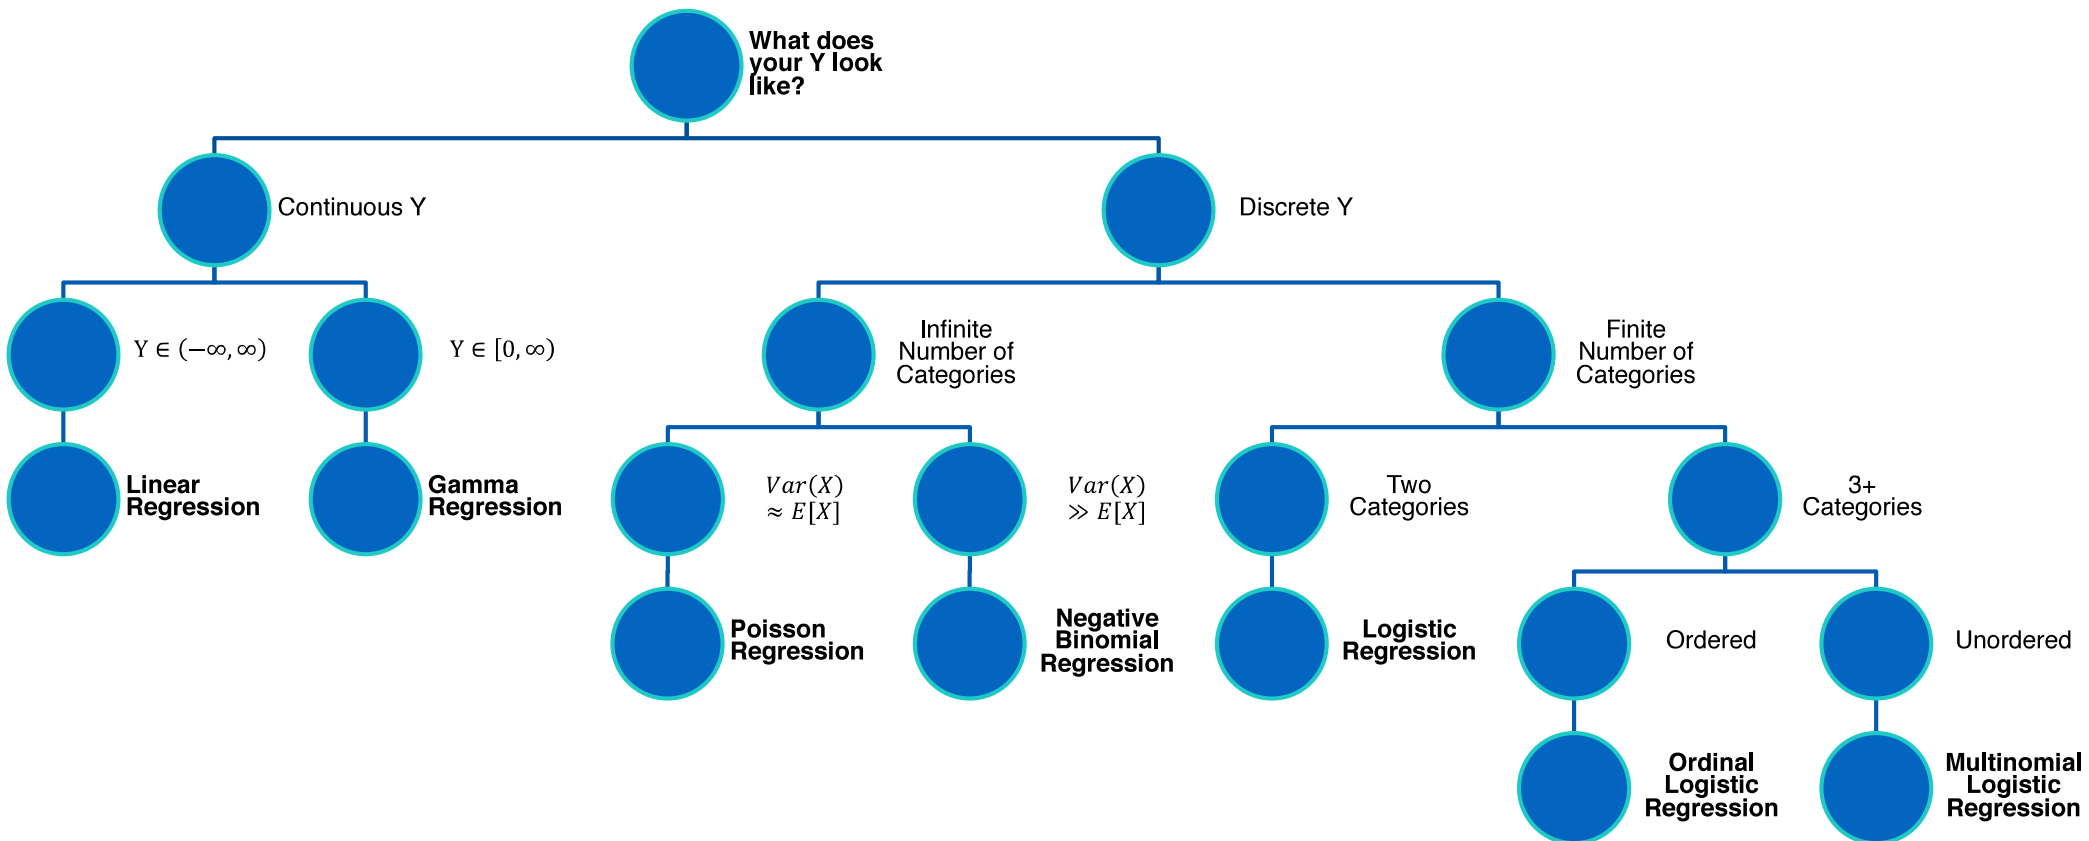 What does
your Y look
like?
Continuous Y
Discrete Y
Y ∈ (−∞, ∞)
Y ∈ [0, ∞)
Infinite
Number of
Categories
Finite
Number of
Categories
Linear
Regression
Gamma
Regression
Var(X)
≈ E[X]
Var(X)
≫ E[X]
Two
Categories
3+
Categories
Poisson
Regression
Negative
Binomial
Regression
Logistic
Regression
Ordered
Unordered
Ordinal
Logistic
Regression
Multinomial
Logistic
Regression